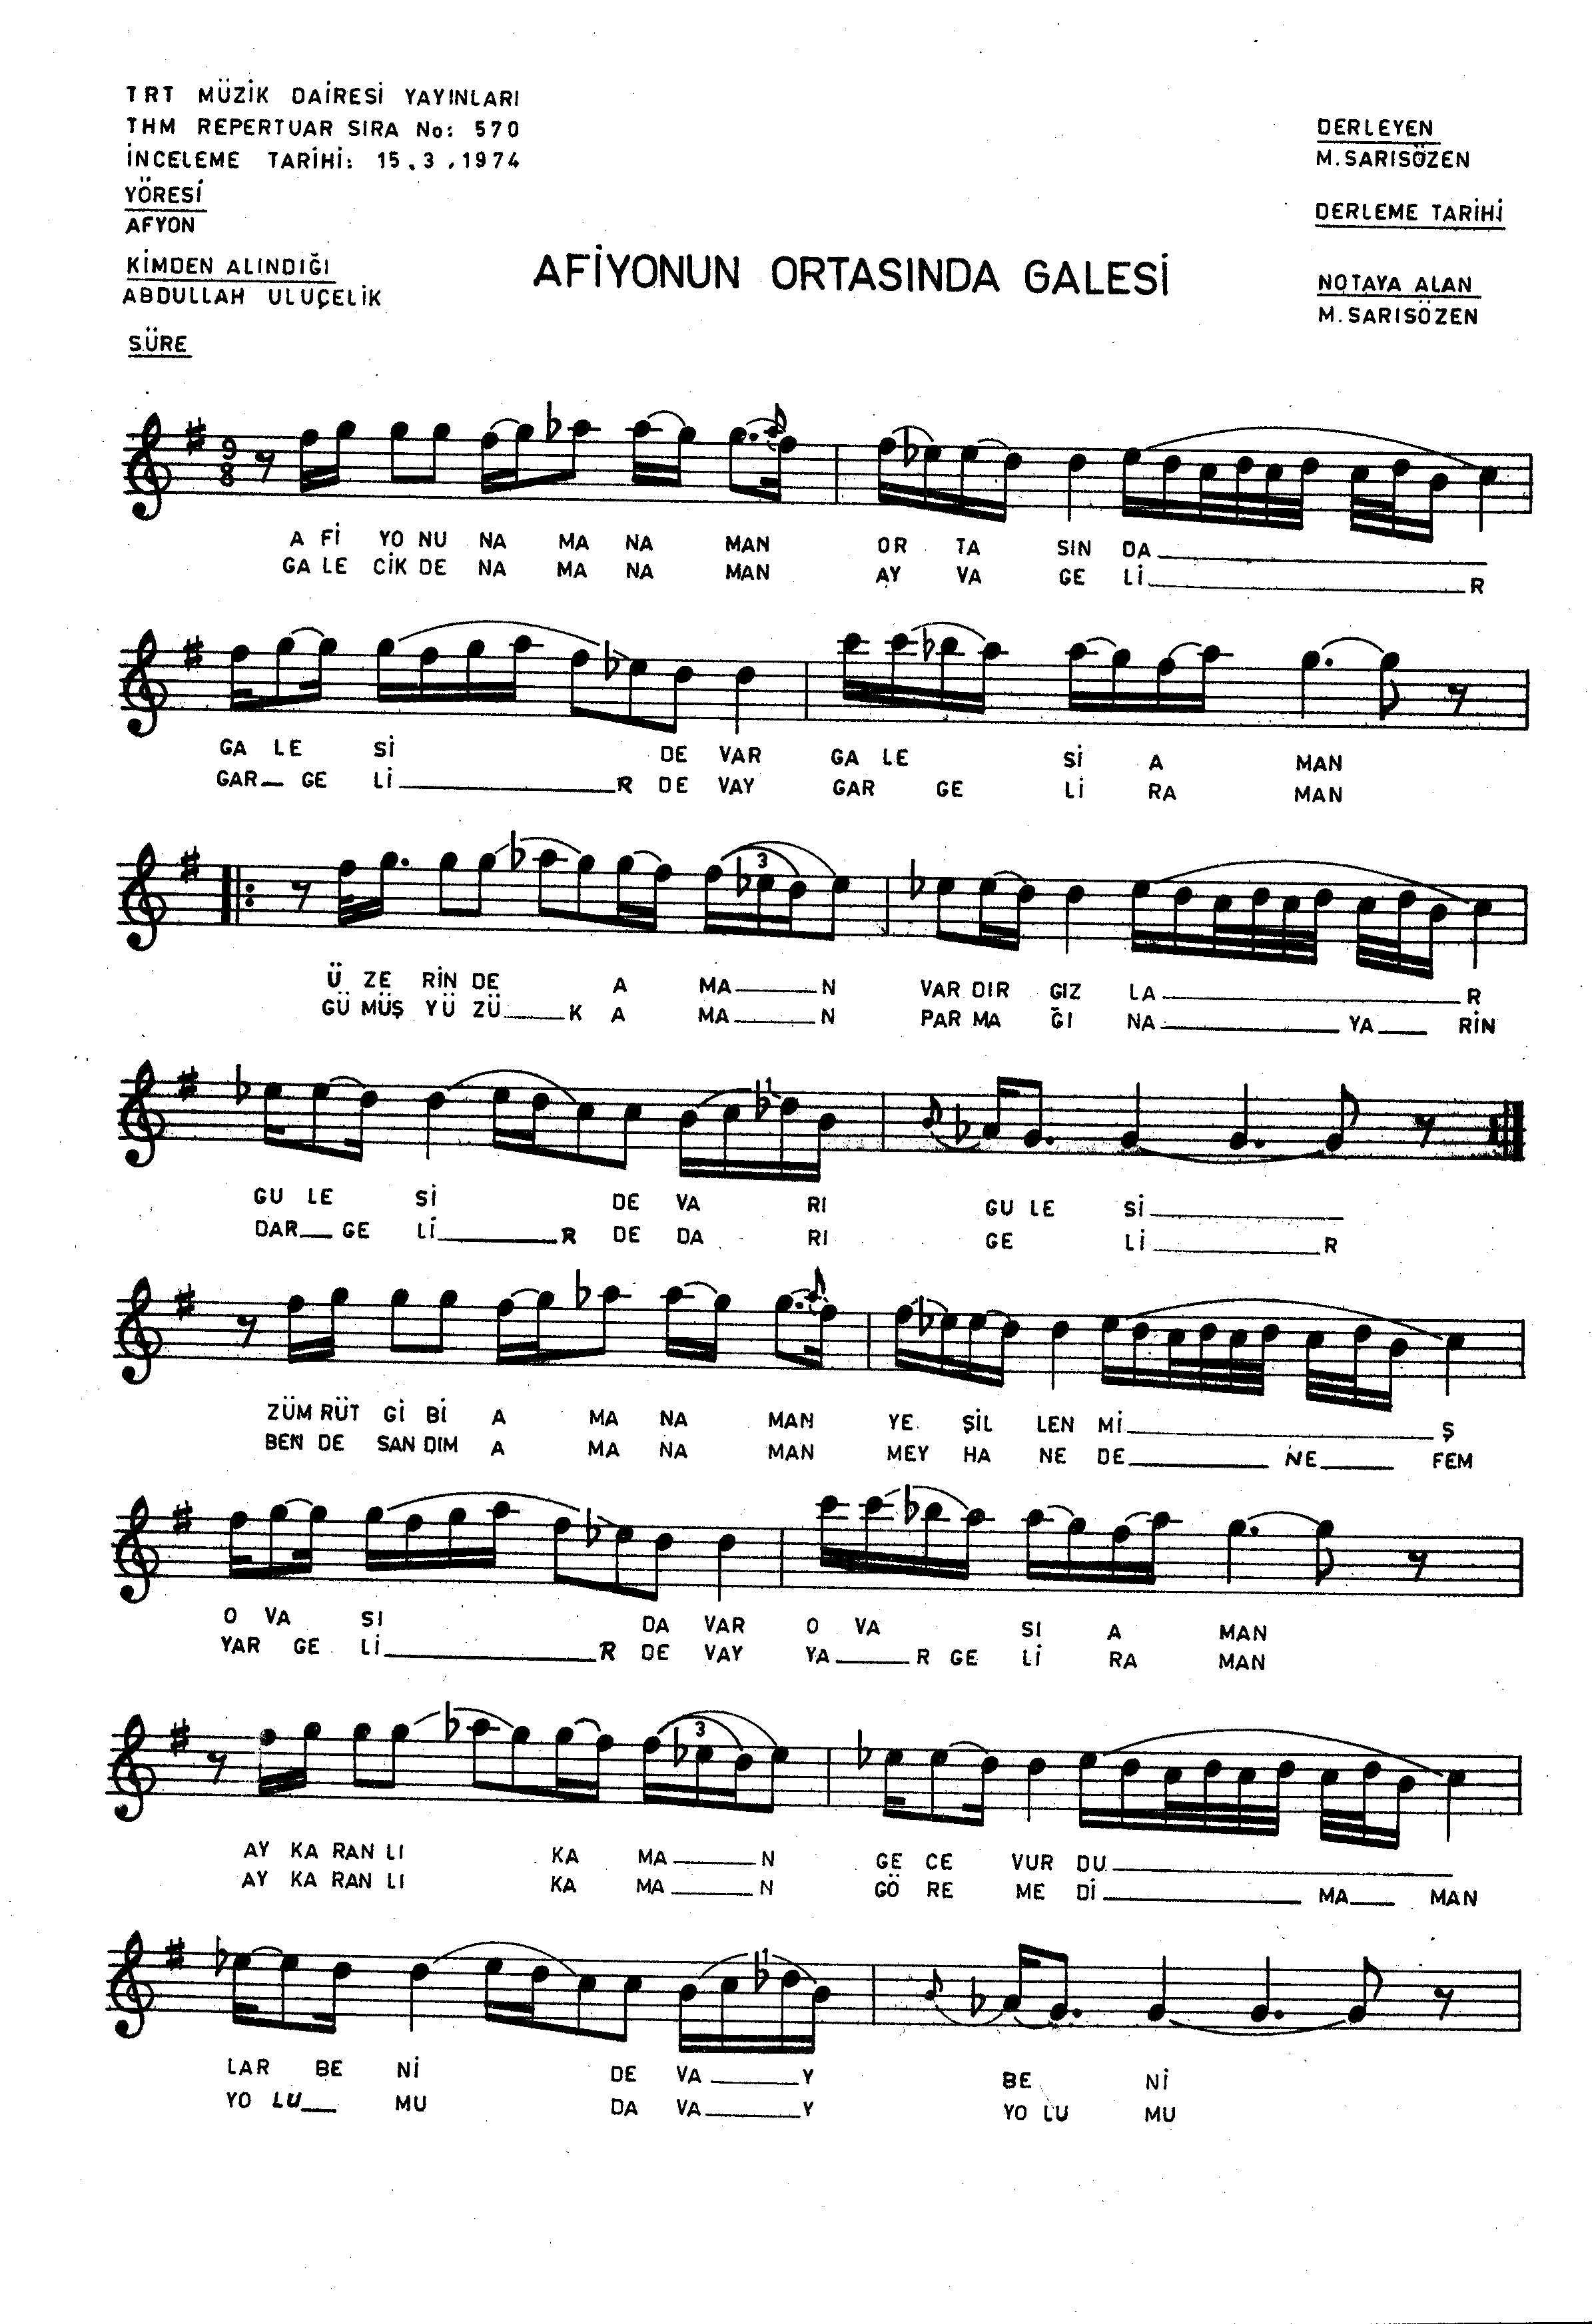 TRT MÜZİK DAİRESİ YAYINLARI
THM REPERTUAR SIRA No: 570
İNCELEME TARİHİ: 15.3.1974
YÖRESİ
AFYON
KİMDEN ALINDIĞI
ABDULLAH ULUÇELİK
SÜRE
DERLEYEN
M.SARISÖZEN
DERLEME TARİHİ
NOTAYA ALAN
M.SARISÖZEN
AFİYONUN ORTASINDA GALESİ
9
8
A Fİ YO NU NA MA NA MAN OR TA SIN DA
GA LE CİK DE NA MA NA MAN AY VA GE Lİ R
GA LE Sİ DE VAR GA LE Sİ A MAN
GAR GE Lİ R DE VAY GAR GE Lİ RA MAN
3
Ü ZE RİN DE A MA N VAR DIR GIZ LA R
GÜ MÜŞ YÜ ZÜ K A MA N PAR MA ĞI NA YA RİN
1
GU LE Sİ DE VA RI GU LE Sİ
DAR GE Lİ R DE DA RI GE Lİ R
ZÜM RÜT Gİ Bİ A MA NA MAN YE ŞİL LEN Mİ Ş
BEN DE SAN DIM A MA NA MAN MEY HA NE DE NE FEM
O VA SI DA VAR O VA SI A MAN
YAR GE Lİ R DE VAY YA R GE Lİ RA MAN
3
AY KA RAN LI KA MA N GE CE VUR DU
AY KA RAN LI KA MA N GÖ RE ME Dİ MA MAN
1
LAR BE Nİ DE VA Y BE Nİ
YO LU MU DA VA Y YO LU MU